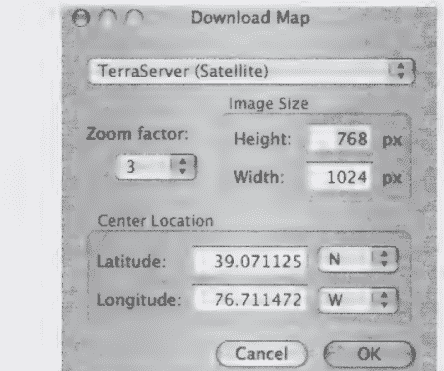 Download Map
TerraServer (Satellite)
Image Size
Zoom factor:
3
Height: 768 px
Width: 1024 px
Center Location
Latitude: 39.071125 N
Longitude: 76.711472 W
Cancel OK